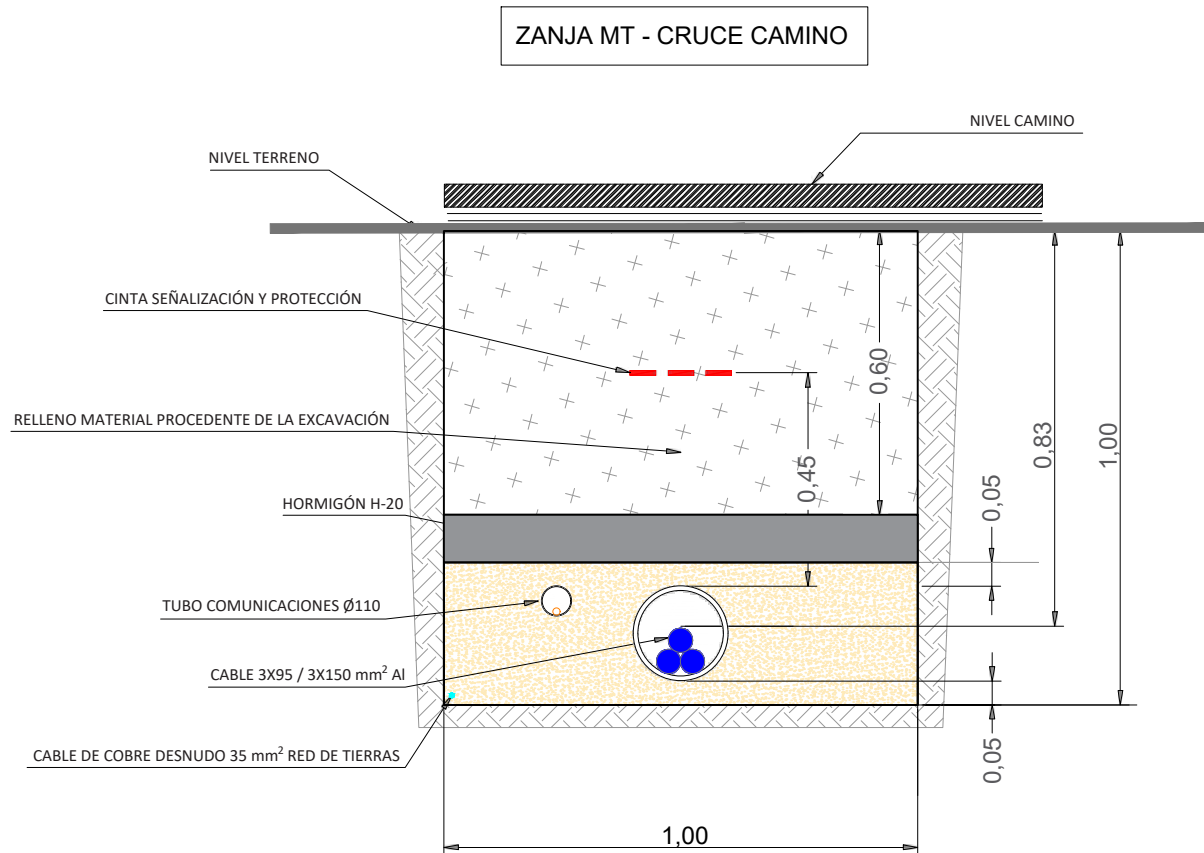 ZANJA MT - CRUCE CAMINO
NIVEL CAMINO
NIVEL TERRENO
CINTA SEÑALIZACIÓN Y PROTECCIÓN
0,60
RELLENO MATERIAL PROCEDENTE DE LA EXCAVACIÓN
0,83
1,00
0,45
HORMIGÓN H-20
0,05
TUBO COMUNICACIONES Ø110
CABLE 3X95 / 3X150 mm² Al
CABLE DE COBRE DESNUDO 35 mm² RED DE TIERRAS
0,05
1,00